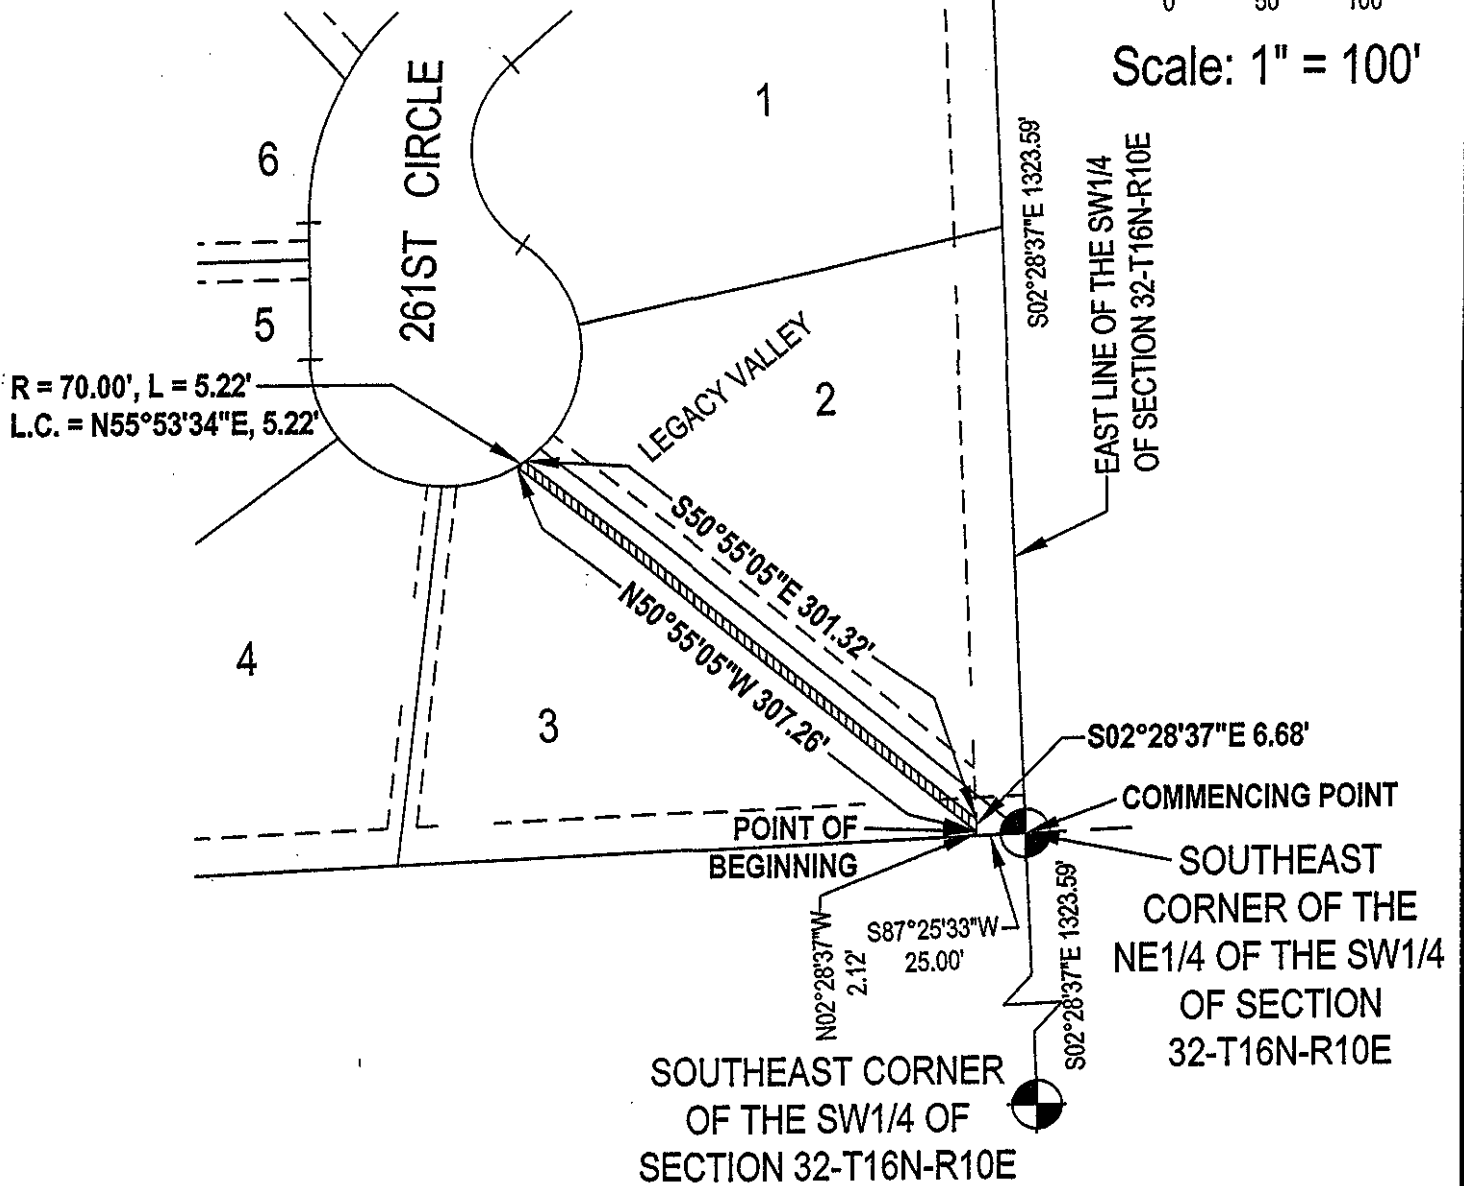 0 50 100
Scale: 1" = 100'
1
6
261ST CIRCLE
S02°28'37"E 1323.59'
EAST LINE OF THE SW1/4
OF SECTION 32-T16N-R10E
5
R = 70.00', L = 5.22'
L.C. = N55°53'34"E, 5.22'
LEGACY VALLEY
2
S50°55'05"E 301.32'
N50°55'05"W 307.26'
4
3
S02°28'37"E 6.68'
COMMENCING POINT
POINT OF
BEGINNING
SOUTHEAST
CORNER OF THE
NE1/4 OF THE SW1/4
OF SECTION
32-T16N-R10E
N02°28'37"W
2.12'
S87°25'33"W
25.00'
S02°28'37"E 1323.59'
SOUTHEAST CORNER
OF THE SW1/4 OF
SECTION 32-T16N-R10E